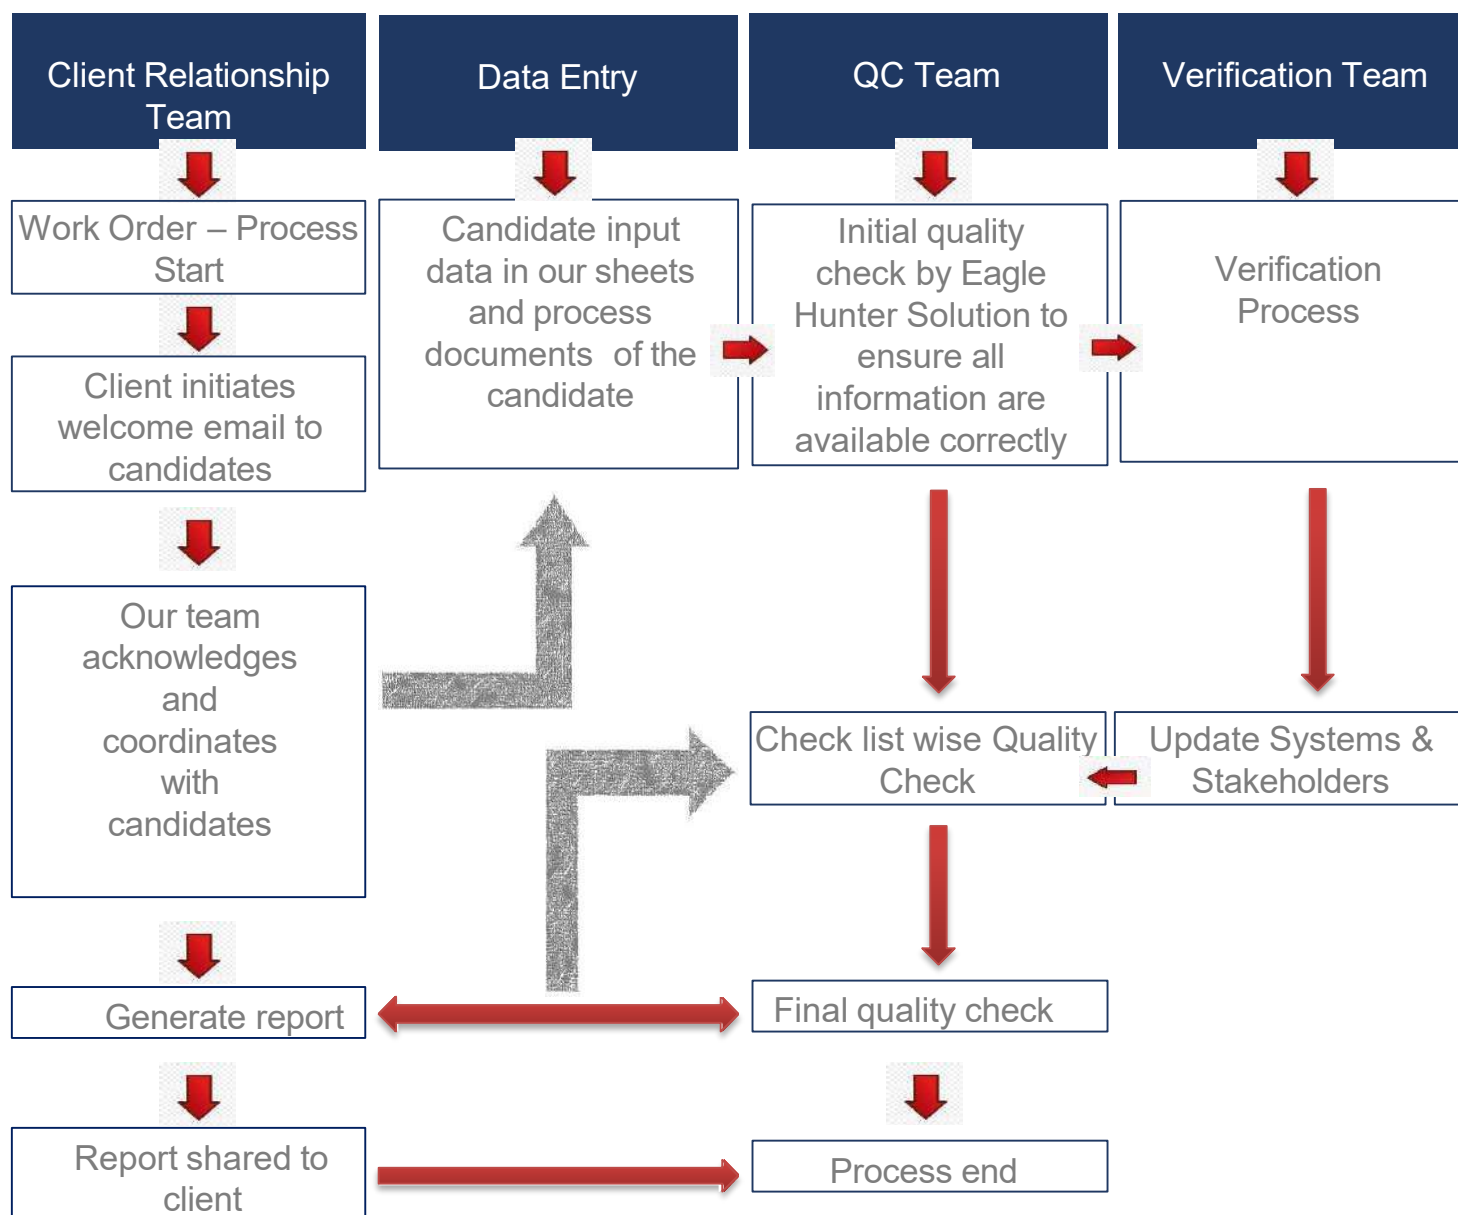 Client Relationship
Team
Data Entry
QC Team
Verification Team
Work Order – Process
Start
Client initiates
welcome email to
candidates
Our team
acknowledges
and
coordinates
with
candidates
Generate report
Report shared to
client
Candidate input
data in our sheets
and process
documents of the
candidate
Initial quality
check by Eagle
Hunter Solution to
ensure all
information are
available correctly
Check list wise Quality
Check
Final quality check
Process end
Verification
Process
Update Systems &
Stakeholders